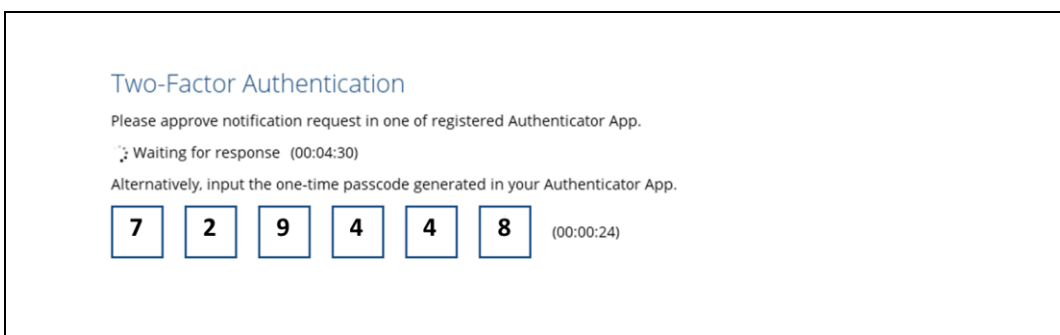 Two-Factor Authentication
Please approve notification request in one of registered Authenticator App.
Waiting for response (00:04:30)
Alternatively, input the one-time passcode generated in your Authenticator App.
7 2 9 4 4 8 (00:00:24)